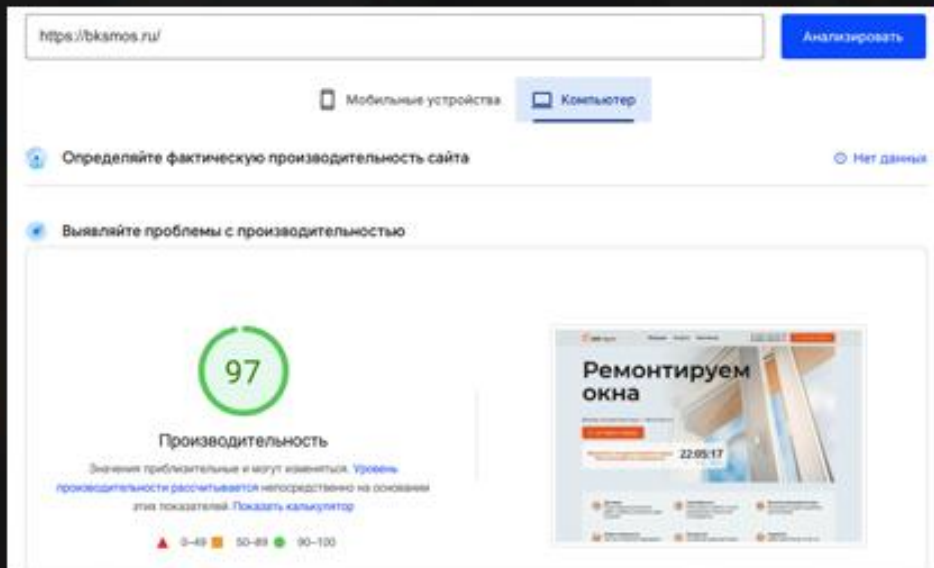 https://bksmos.ru/
Анализировать
Мобильные устройства
Компьютер
Определяйте фактическую производительность сайта
Нет данных
Выявляйте проблемы с производительностью
97
Производительность
Значения приблизительные и могут изменяться. Уровень
производительности рассчитывается непосредственно на основании
этих показателей. Показать калькулятор
0–49 50–89 90–100
Ремонтируем
окна
22:05:17